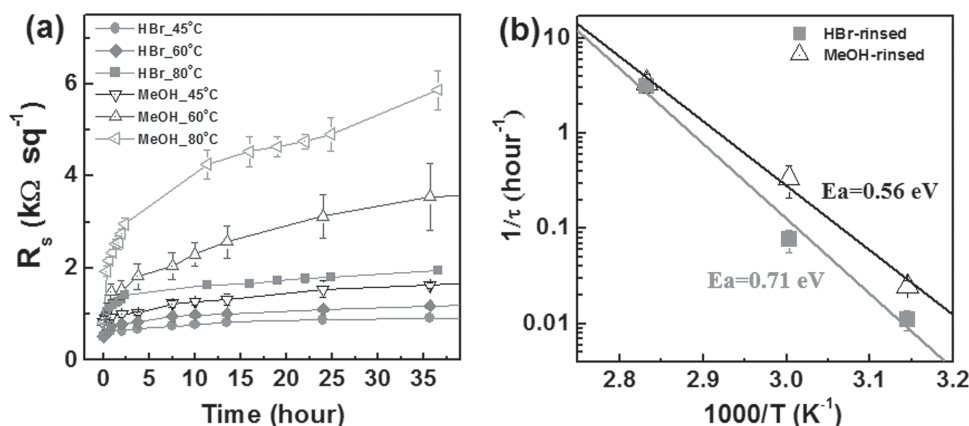 (a)
HBr_45°C
HBr_60°C
HBr_80°C
MeOH_45°C
MeOH_60°C
MeOH_80°C
6
4
2
0
Rs (kΩ sq-1)
0 5 10 15 20 25 30 35
Time (hour)
(b)
HBr-rinsed
MeOH-rinsed
10
1
0.1
0.01
1/τ (hour-1)
Ea=0.56 eV
Ea=0.71 eV
2.8 2.9 3.0 3.1 3.2
1000/T (K-1)